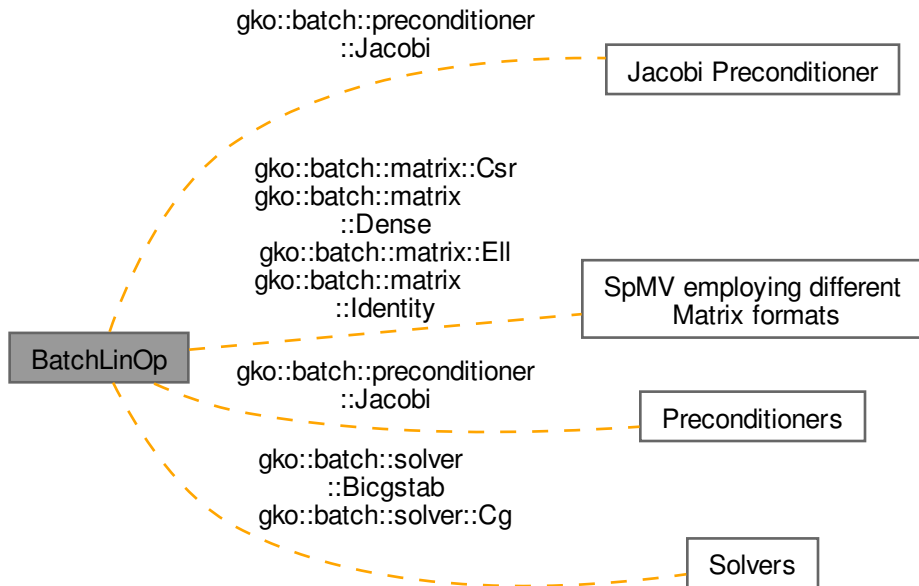 gko::batch::preconditioner
::Jacobi
Jacobi Preconditioner
gko::batch::matrix::Csr
gko::batch::matrix
::Dense
gko::batch::matrix::Ell
gko::batch::matrix
::Identity
SpMV employing different
Matrix formats
BatchLinOp
gko::batch::preconditioner
::Jacobi
Preconditioners
gko::batch::solver
::Bicgstab
gko::batch::solver::Cg
Solvers